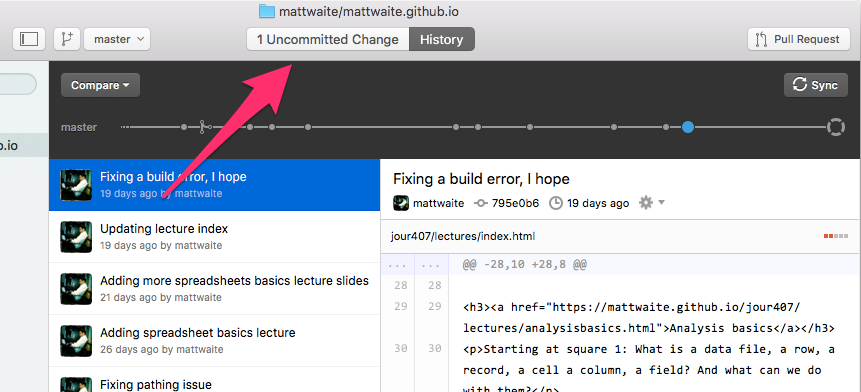 mattwaite/mattwaite.github.io
master
1 Uncommitted Change
History
Pull Request
Compare
Sync
master
b.io
Fixing a build error, I hope
19 days ago by mattwaite
Updating lecture index
19 days ago by mattwaite
Adding more spreadsheets basics lecture slides
21 days ago by mattwaite
Adding spreadsheet basics lecture
26 days ago by mattwaite
Fixing pathing issue
Fixing a build error, I hope
mattwaite 795e0b6 19 days ago
jour407/lectures/index.html
... ... @@ -28,10 +28,8 @@
28 28
29 29 <h3><a href="https://mattwaite.github.io/jour407/
lectures/analysisbasics.html">Analysis basics</a></h3>
30 30 <p>Starting at square 1: What is a data file, a row, a
record, a cell a column, a field? And what can we do
with them?</p>